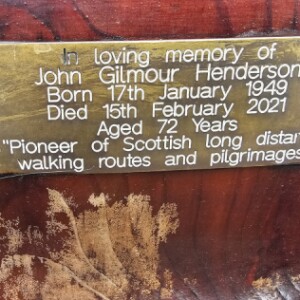 In loving memory of
John Gilmour Henderson
Born 17th January 1949
Died 15th February 2021
Aged 72 Years
"Pioneer of Scottish long
walking routes and pilgrimages